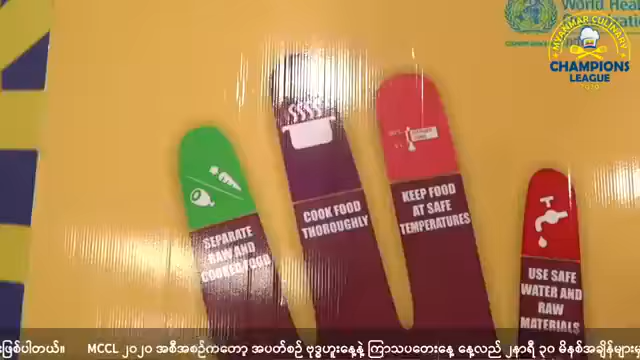 World Heal
MYANMAR CULINARY
CHAMPIONS
LEAGUE
2020
SEPARATE
RAW AND
COOKED FOOD
COOK FOOD
THOROUGHLY
KEEP FOOD
AT SAFE
TEMPERATURES
USE SAFE
WATER AND
RAW
MATERIALS
းဖြစ်ပါတယ်။ MCCL ၂၀၂၀ အစီအစဉ်ကတော့ အပတ်စဉ် ဗုဒ္ဓဟူးနေ့နဲ့ ကြာသပတေးနေ့ နေ့လည် ၂နာရီ ၃၀ မိနစ်အချိန်များမှ